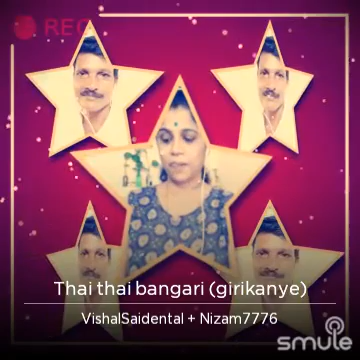 REC
Thai thai bangari (girikanye)
VishalSaidental + Nizam7776
smule